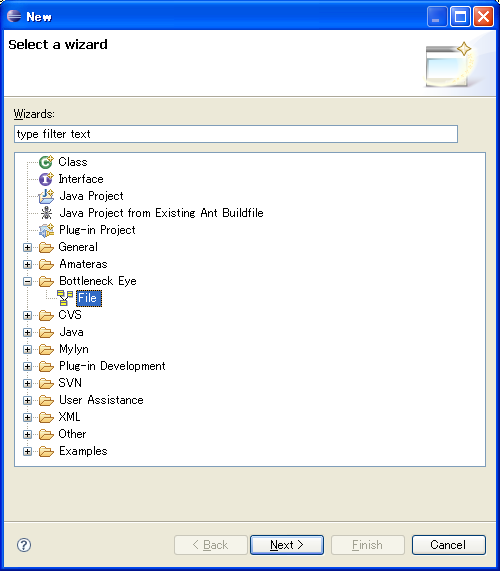 New
Select a wizard
Wizards:
type filter text
Class
Interface
Java Project
Java Project from Existing Ant Buildfile
Plug-in Project
General
Amateras
Bottleneck Eye
File
CVS
Java
Mylyn
Plug-in Development
SVN
User Assistance
XML
Other
Examples
< Back Next > Finish Cancel